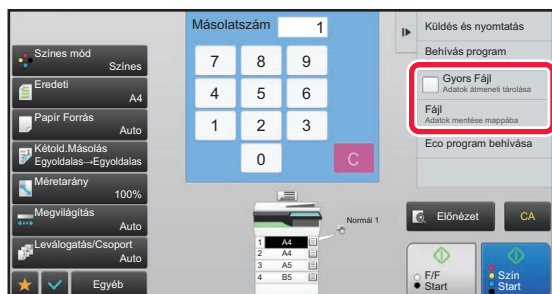 Másolatszám 1
Színes mód
Színes
Eredeti
A4
Papír Forrás
Auto
Kétold.Másolás
Egyoldalas→Egyoldalas
Méretarány
100%
Megvilágítás
Auto
Leválogatás/Csoport
Auto
Egyéb
7 8 9
4 5 6
1 2 3
0 C
Normál 1
1 A4
2 A4
3 A5
4 B5
Küldés és nyomtatás
Behívás program
Gyors Fájl
Adatok átmeneti tárolása
Fájl
Adatok mentése mappába
Eco program behívása
Előnézet CA
F/F
Start
Szín
Start